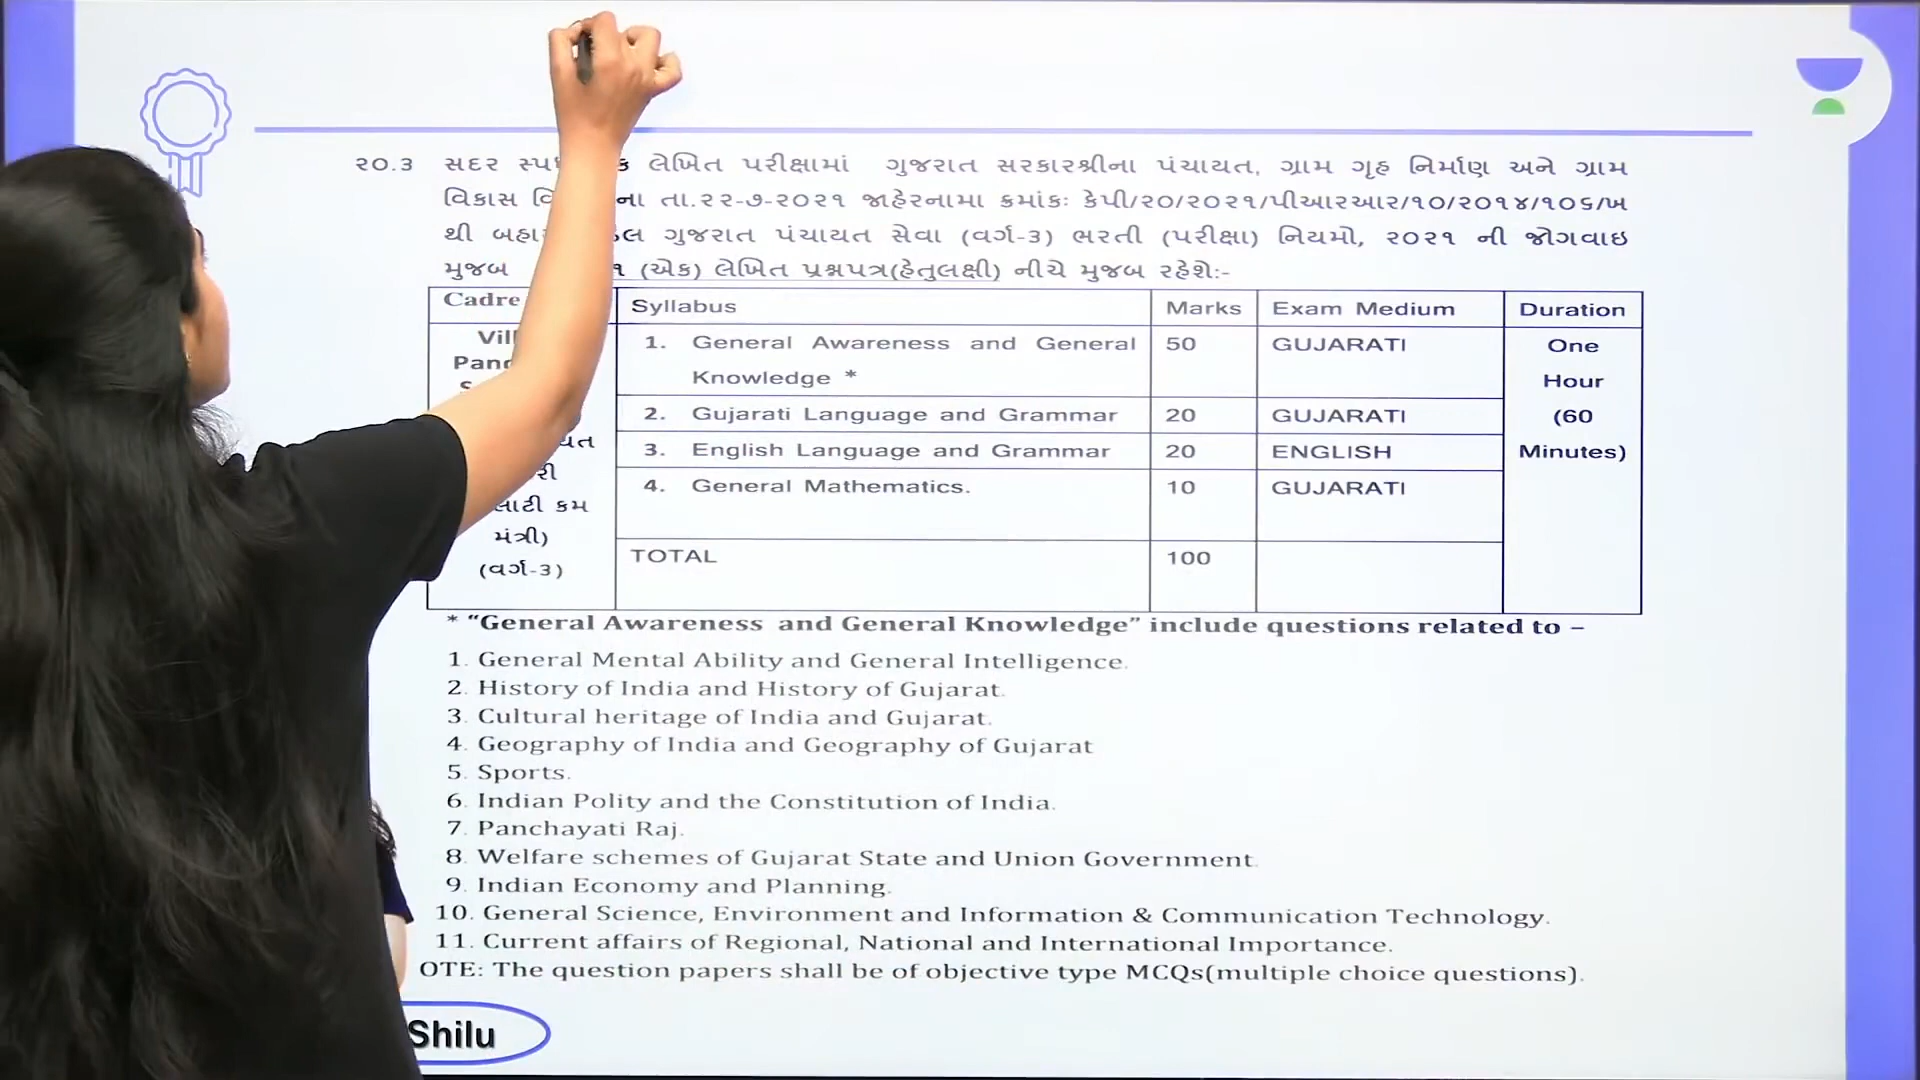 ૨૦.૩ સદર લેખિત પરીક્ષામાં ગુજરાત સરકારશ્રીના પંચાયત, ગ્રામ ગૃહ નિર્માણ અને ગ્રામ
વિકાસ ના તા.૨૨-૭-૨૦૨૧ જાહેરનામા ક્રમાંકઃ કેપી/૨૦/૨૦૨૧/પીઆરઆર/૧૦/૨૦૧૪/૧૦૬/ખ
થી ગુજરાત પંચાયત સેવા (વર્ગ-૩) ભરતી (પરીક્ષા) નિયમો, ૨૦૨૧ ની જોગવાઇ
મુજબ ૧ (એક) લેખિત પ્રશ્નપત્ર(હેતુલક્ષી) નીચે મુજબ રહેશેઃ-
Cadre Syllabus Marks Exam Medium Duration
1. General Awareness and General Knowledge * 50 GUJARATI One Hour (60 Minutes)
2. Gujarati Language and Grammar 20 GUJARATI
3. English Language and Grammar 20 ENGLISH
4. General Mathematics. 10 GUJARATI
કમ
મંત્રી)
(વર્ગ-૩)
TOTAL 100
* “General Awareness and General Knowledge” include questions related to –
1. General Mental Ability and General Intelligence.
2. History of India and History of Gujarat.
3. Cultural heritage of India and Gujarat.
4. Geography of India and Geography of Gujarat
5. Sports.
6. Indian Polity and the Constitution of India.
7. Panchayati Raj.
8. Welfare schemes of Gujarat State and Union Government.
9. Indian Economy and Planning.
10. General Science, Environment and Information & Communication Technology.
11. Current affairs of Regional, National and International Importance.
OTE: The question papers shall be of objective type MCQs(multiple choice questions).
Shilu